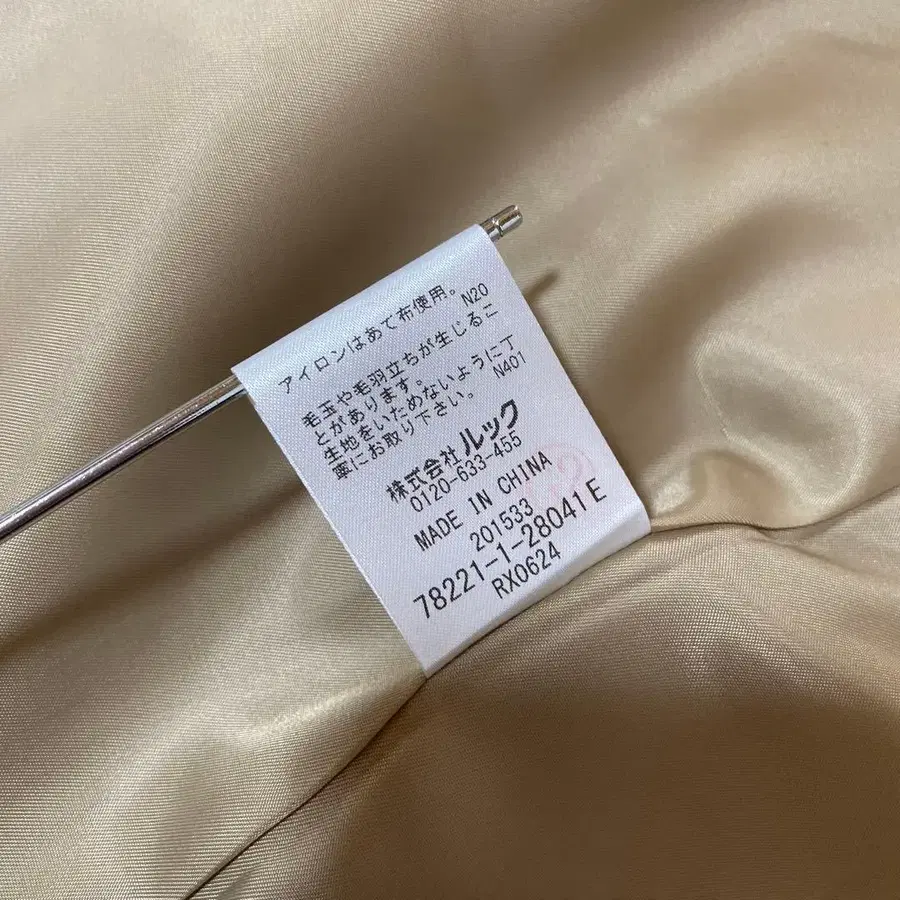 アイロンはあて布使用。
N20
毛玉や毛羽立ちが生じるこ
とがあります。
生地をいためないように丁
寧にお取り下さい。
N401
株式会社ルック
0120-633-455
MADE IN CHINA
201533
78221-1-28041E
RX0624